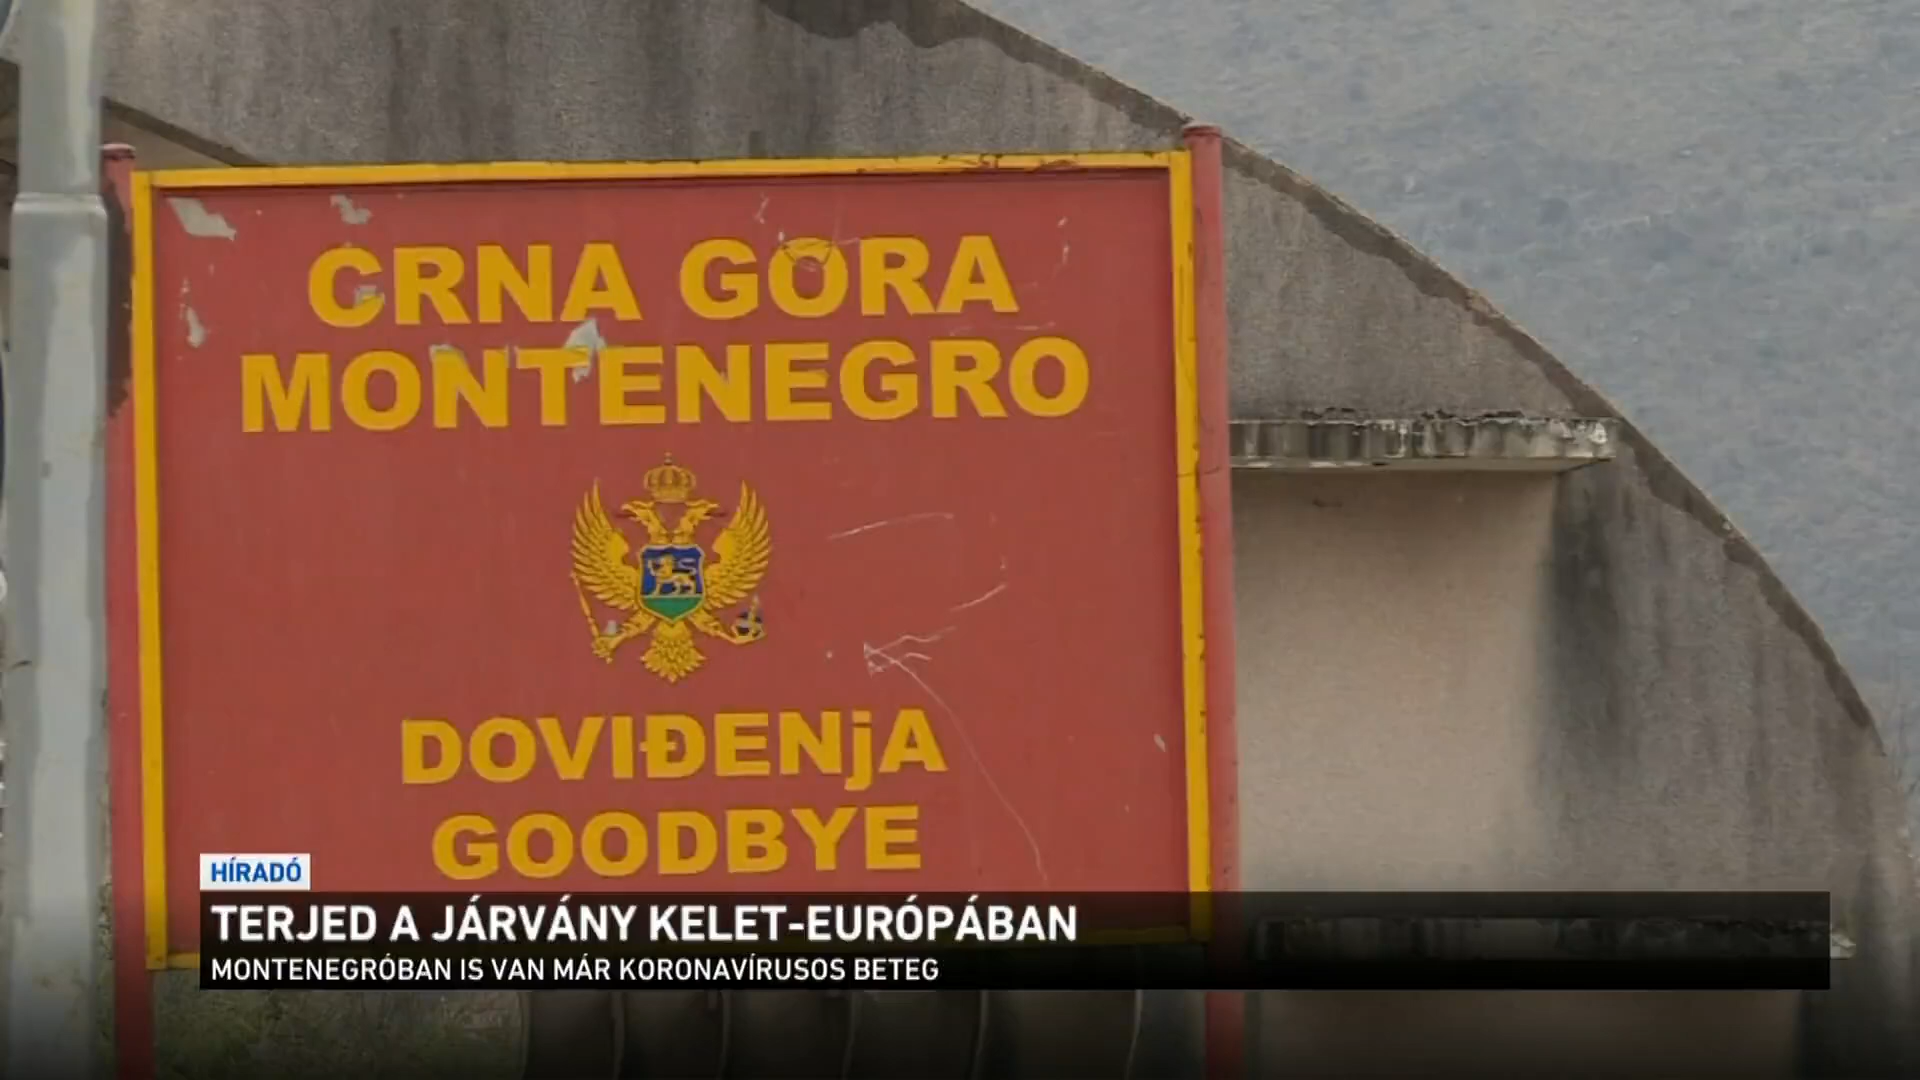 CRNA GORA
MONTENEGRO
DOVIĐENjA
GOODBYE
HÍRADÓ
TERJED A JÁRVÁNY KELET-EURÓPÁBAN
MONTENEGRÓBAN IS VAN MÁR KORONAVÍRUSOS BETEG